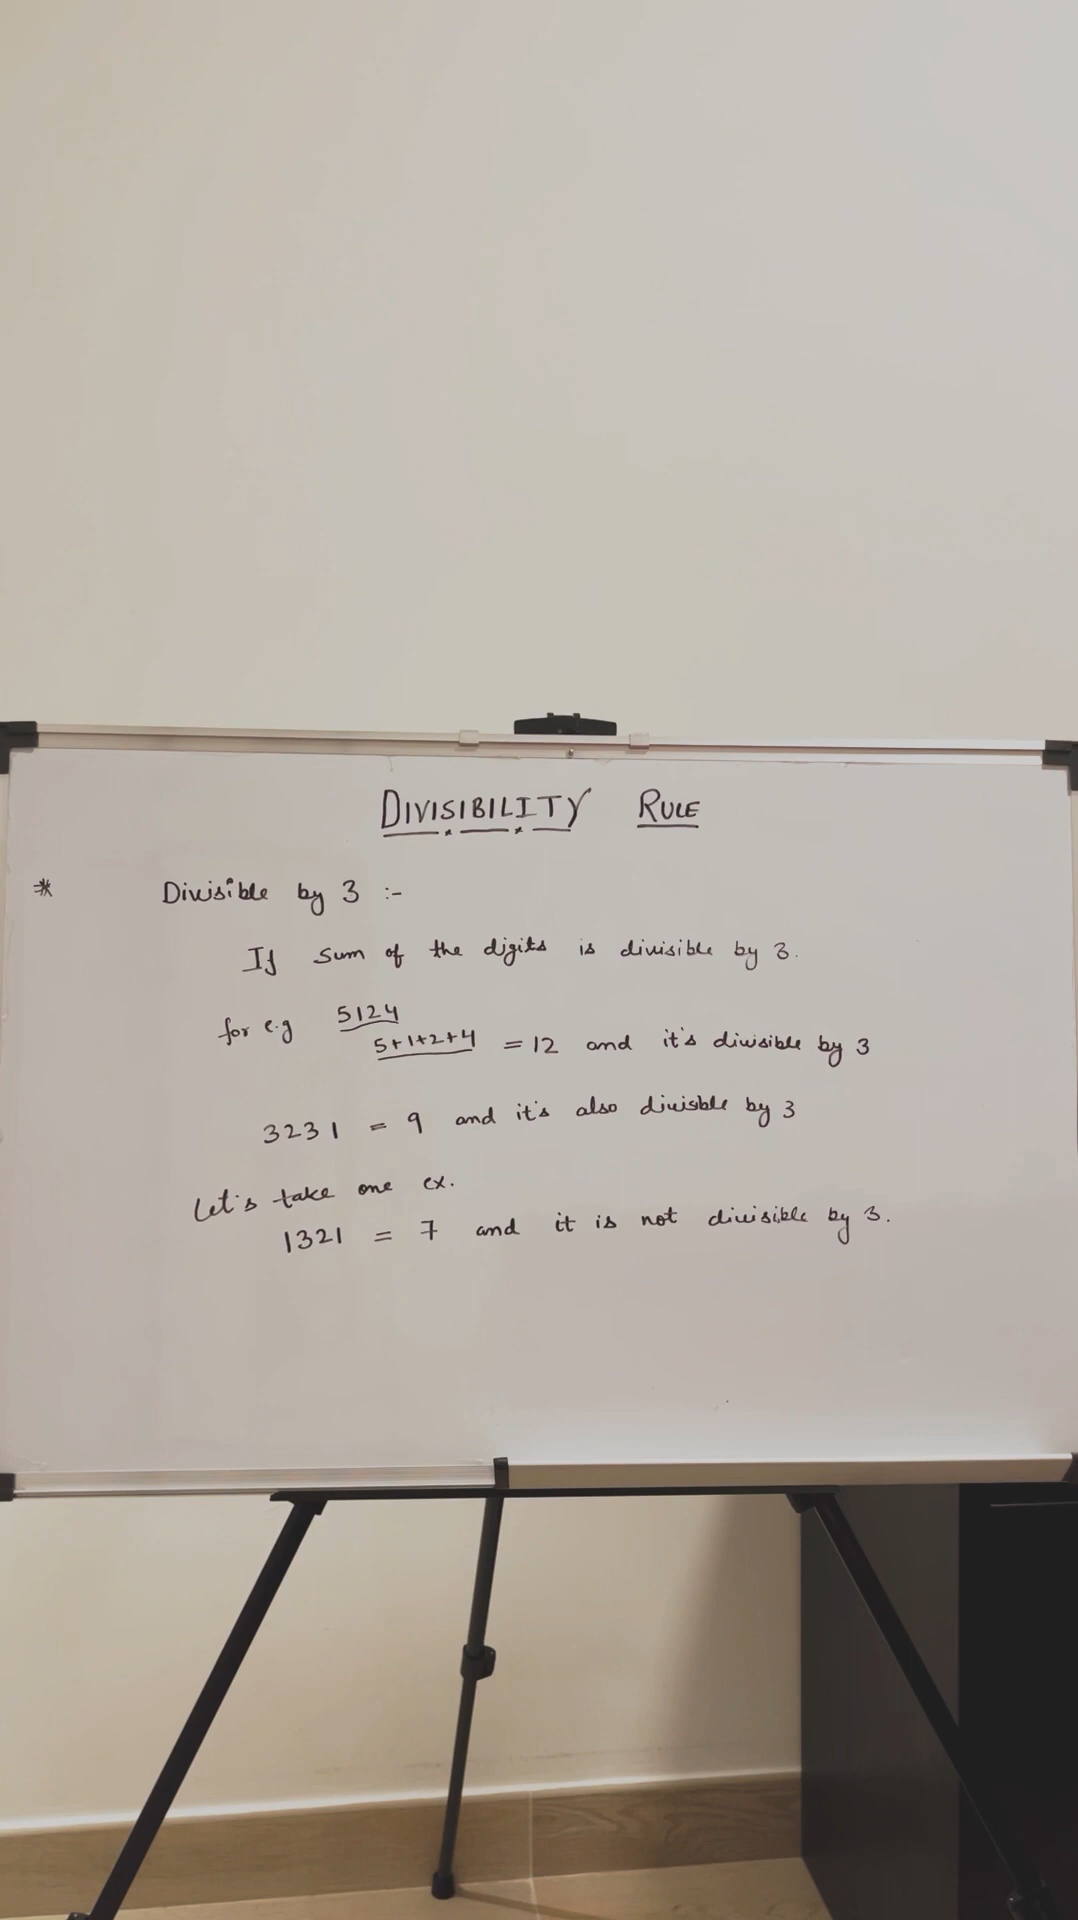 DIVISIBILITY RULE
* Divisible by 3 :-
If sum of the digits is divisible by 3.
for e.g 5124
5+1+2+4 = 12 and it's divisible by 3
3231 = 9 and it's also divisble by 3
Let's take one ex.
1321 = 7 and it is not divisible by 3.